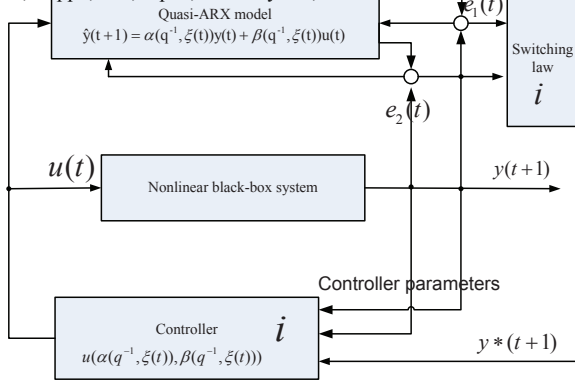 e₁(t)
Quasi-ARX model
ŷ(t+1) = α(q⁻¹,ξ(t))y(t) + β(q⁻¹,ξ(t))u(t)
Switching
law
i
e₂(t)
u(t)
Nonlinear black-box system
y(t+1)
Controller parameters
Controller
i
u(α(q⁻¹,ξ(t)),β(q⁻¹,ξ(t)))
y*(t+1)